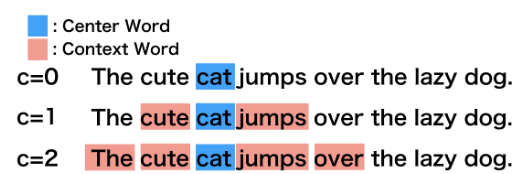 : Center Word
: Context Word
c=0 The cute cat jumps over the lazy dog.
c=1 The cute cat jumps over the lazy dog.
c=2 The cute cat jumps over the lazy dog.